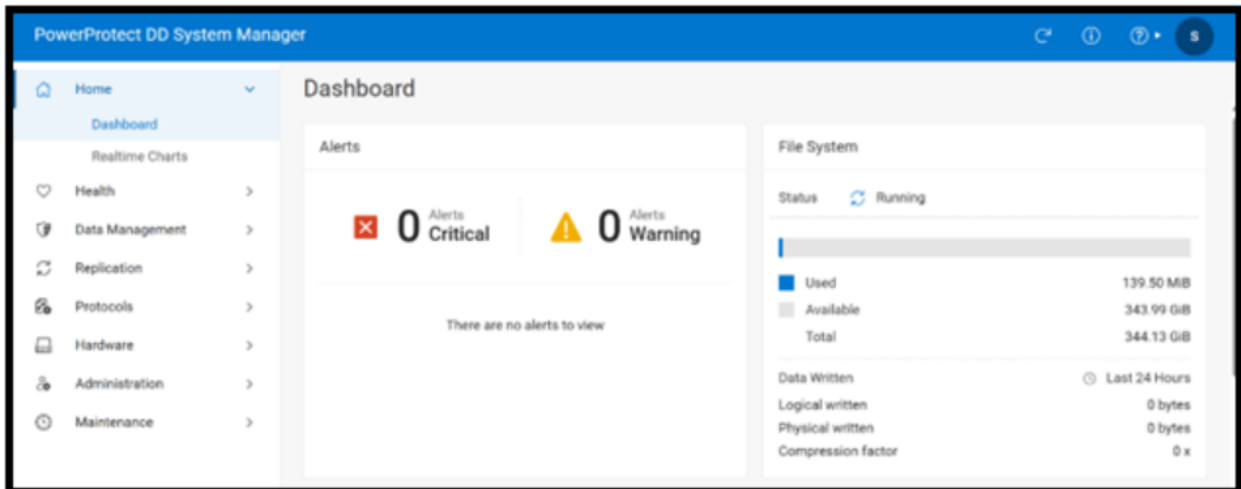 PowerProtect DD System Manager
S
Home
Dashboard
Realtime Charts
Health
Data Management
Replication
Protocols
Hardware
Administration
Maintenance
Dashboard
Alerts
0 Alerts Critical
0 Alerts Warning
There are no alerts to view
File System
Status Running
Used 139.50 MiB
Available 343.99 GiB
Total 344.13 GiB
Data Written Last 24 Hours
Logical written 0 bytes
Physical written 0 bytes
Compression factor 0 x